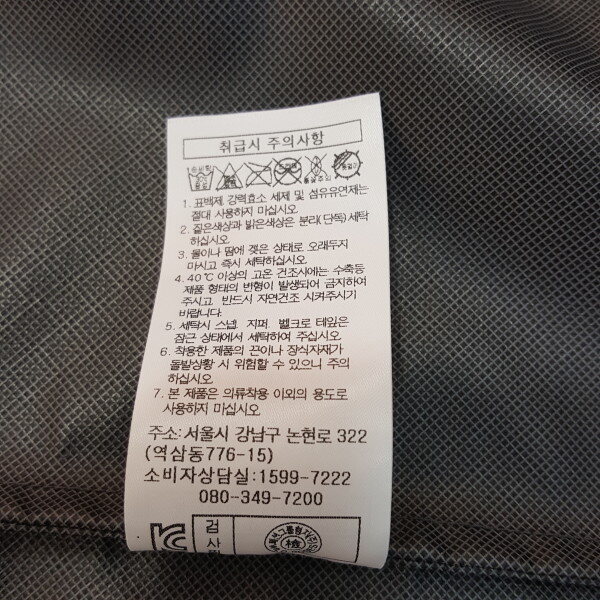 취급시 주의사항
1. 표백제, 강력효소 세제 및 섬유유연제는
절대 사용하지 마십시오.
2. 짙은색상과 밝은색상은 분리(단독)세탁
하십시오.
3. 물이나 땀에 젖은 상태로 오래두지
마시고 즉시 세탁하십시오.
4. 40℃ 이상의 고온 건조시에는 수축등
제품 형태의 변형이 발생되어 금지하여
주시고, 반드시 자연건조 시켜주시기
바랍니다.
5. 세탁시 스냅, 지퍼, 벨크로 테잎은
잠근 상태에서 세탁하여 주십시오.
6. 착용한 제품의 끈이나 장식자재가
돌발상황 시 위험할 수 있으니 주의
하십시오.
7. 본 제품은 의류착용 이외의 용도로
사용하지 마십시오.
주소: 서울시 강남구 논현로 322
(역삼동776-15)
소비자상담실:1599-7222
080-349-7200
검사